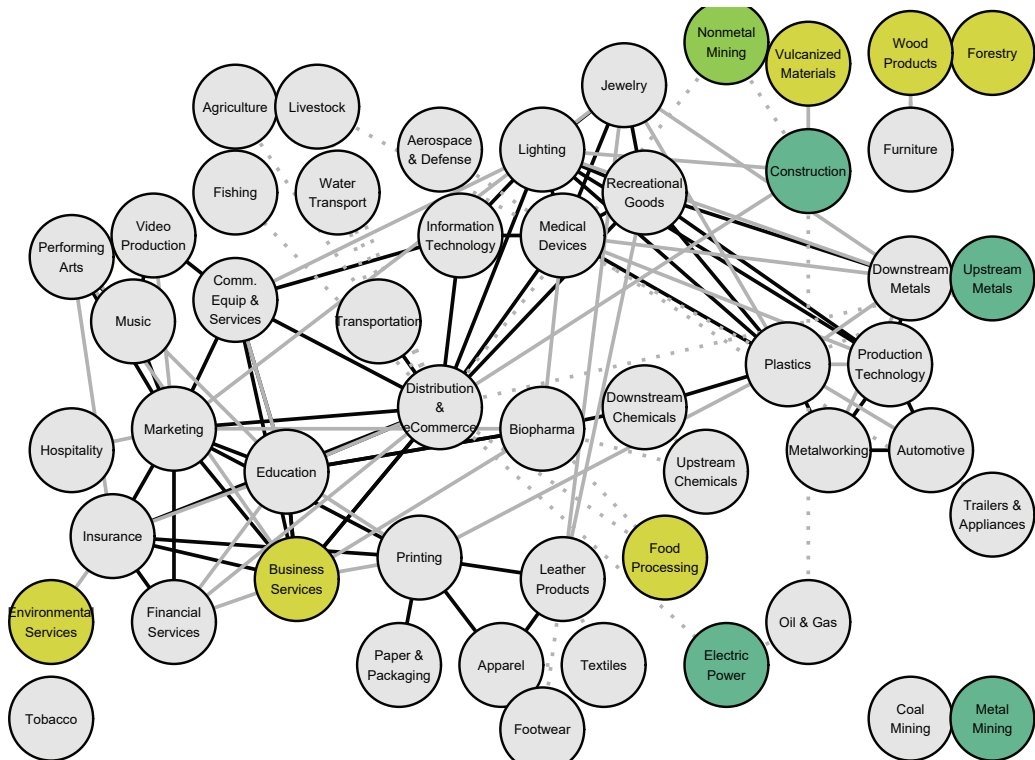 Nonmetal
Mining
Vulcanized
Materials
Wood
Products
Forestry
Jewelry
Agriculture
Livestock
Aerospace
& Defense
Lighting
Furniture
Construction
Fishing
Water
Transport
Recreational
Goods
Video
Production
Performing
Arts
Information
Technology
Medical
Devices
Comm.
Equip &
Services
Downstream
Metals
Upstream
Metals
Music
Transportation
Plastics
Production
Technology
Distribution
&
eCommerce
Downstream
Chemicals
Marketing
Biopharma
Hospitality
Metalworking
Automotive
Education
Upstream
Chemicals
Trailers &
Appliances
Insurance
Printing
Food
Processing
Business
Services
Leather
Products
Environmental
Services
Financial
Services
Oil & Gas
Paper &
Packaging
Apparel
Textiles
Electric
Power
Tobacco
Footwear
Coal
Mining
Metal
Mining